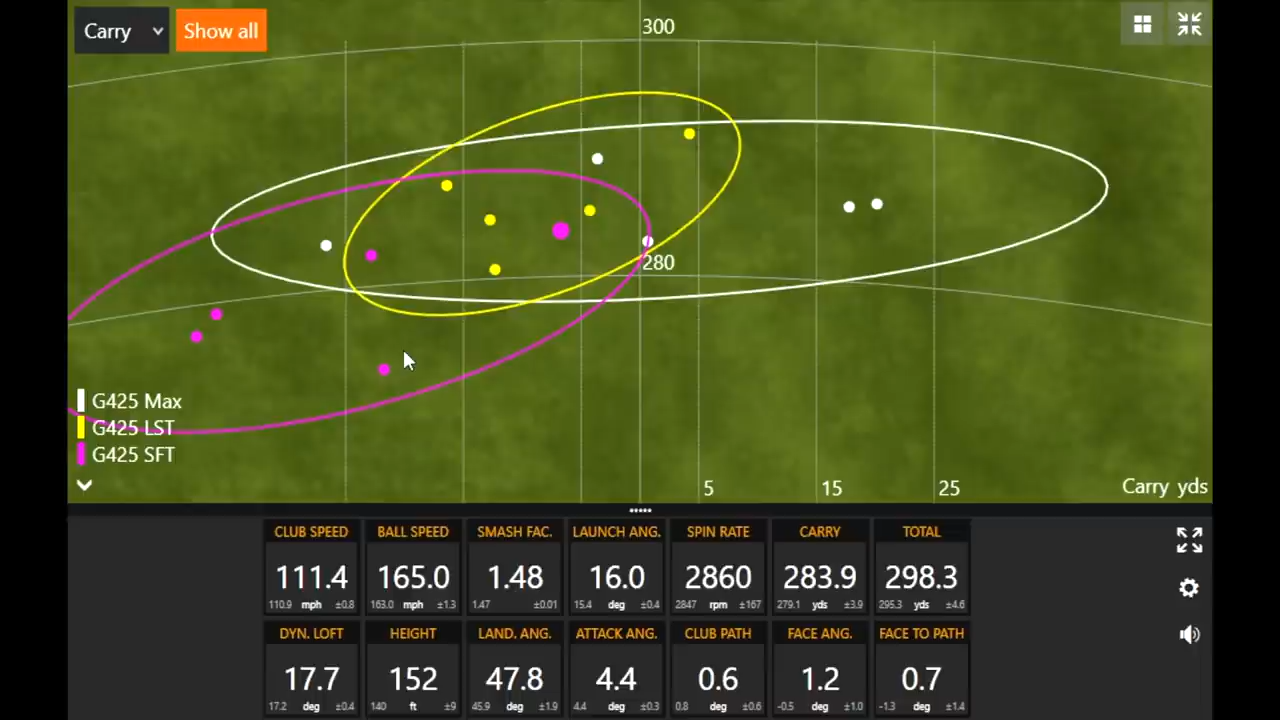 Carry Show all
300
280
G425 Max
G425 LST
G425 SFT
5 15 25 Carry yds
CLUB SPEED BALL SPEED SMASH FAC. LAUNCH ANG. SPIN RATE CARRY TOTAL
111.4 165.0 1.48 16.0 2860 283.9 298.3
110.9 mph ±0.8 163.0 mph ±1.3 1.47 ±0.01 15.4 deg ±0.4 2847 rpm ±167 279.1 yds ±3.9 295.3 yds ±4.6
DYN. LOFT HEIGHT LAND. ANG. ATTACK ANG. CLUB PATH FACE ANG. FACE TO PATH
17.7 152 47.8 4.4 0.6 1.2 0.7
17.2 deg ±0.4 140 ft ±9 45.9 deg ±1.9 4.4 deg ±0.3 0.8 deg ±0.6 -0.5 deg ±1.0 -1.3 deg ±1.4